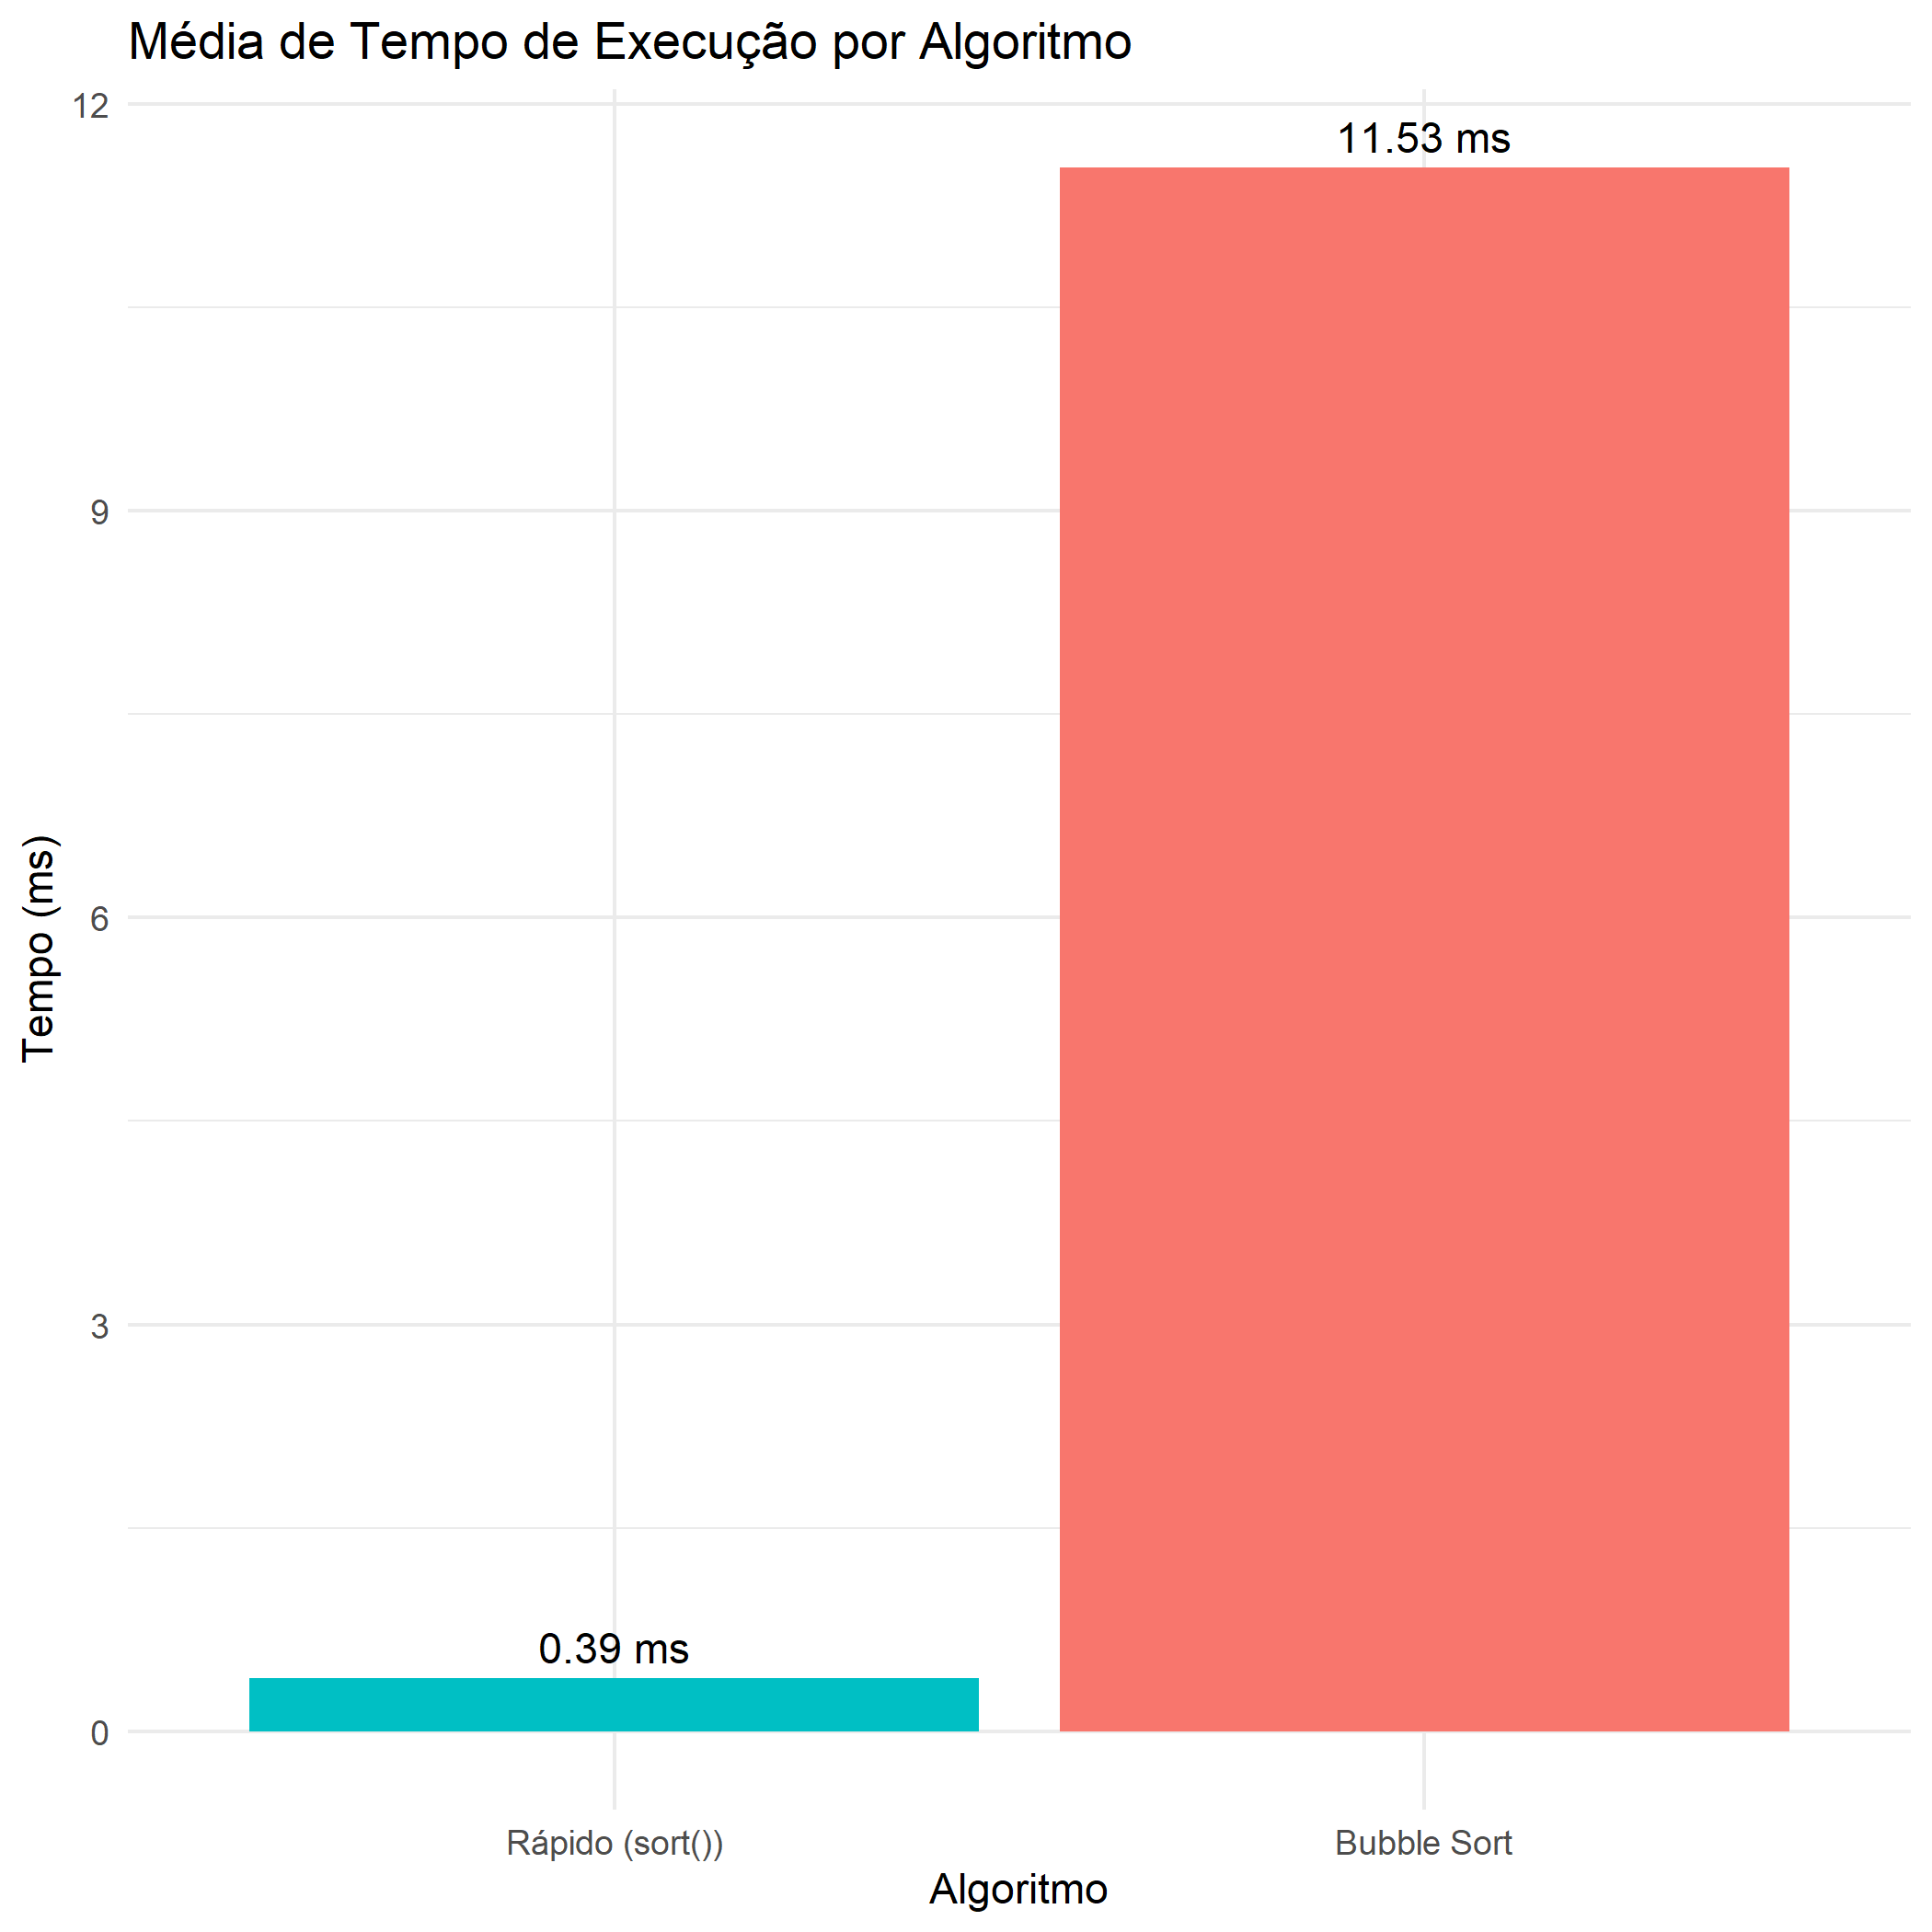 Média de Tempo de Execução por Algoritmo
12
11.53 ms
9
6
Tempo (ms)
3
0.39 ms
0
Rápido (sort())
Bubble Sort
Algoritmo